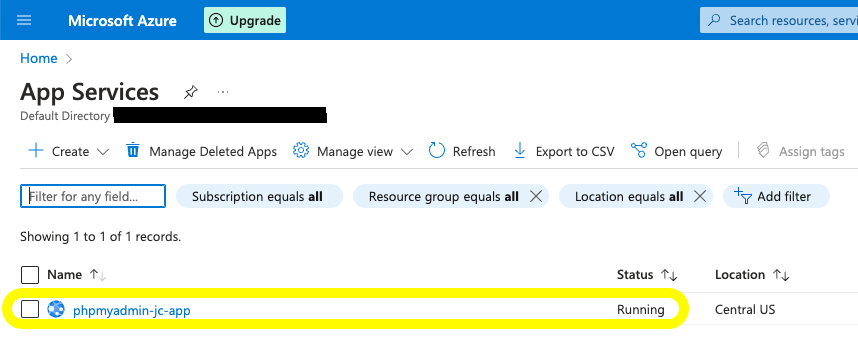 Microsoft Azure Upgrade Search resources, servi
Home
App Services
Default Directory
Create Manage Deleted Apps Manage view Refresh Export to CSV Open query Assign tags
Filter for any field... Subscription equals all Resource group equals all Location equals all Add filter
Showing 1 to 1 of 1 records.
Name Status Location
phpmyadmin-jc-app Running Central US